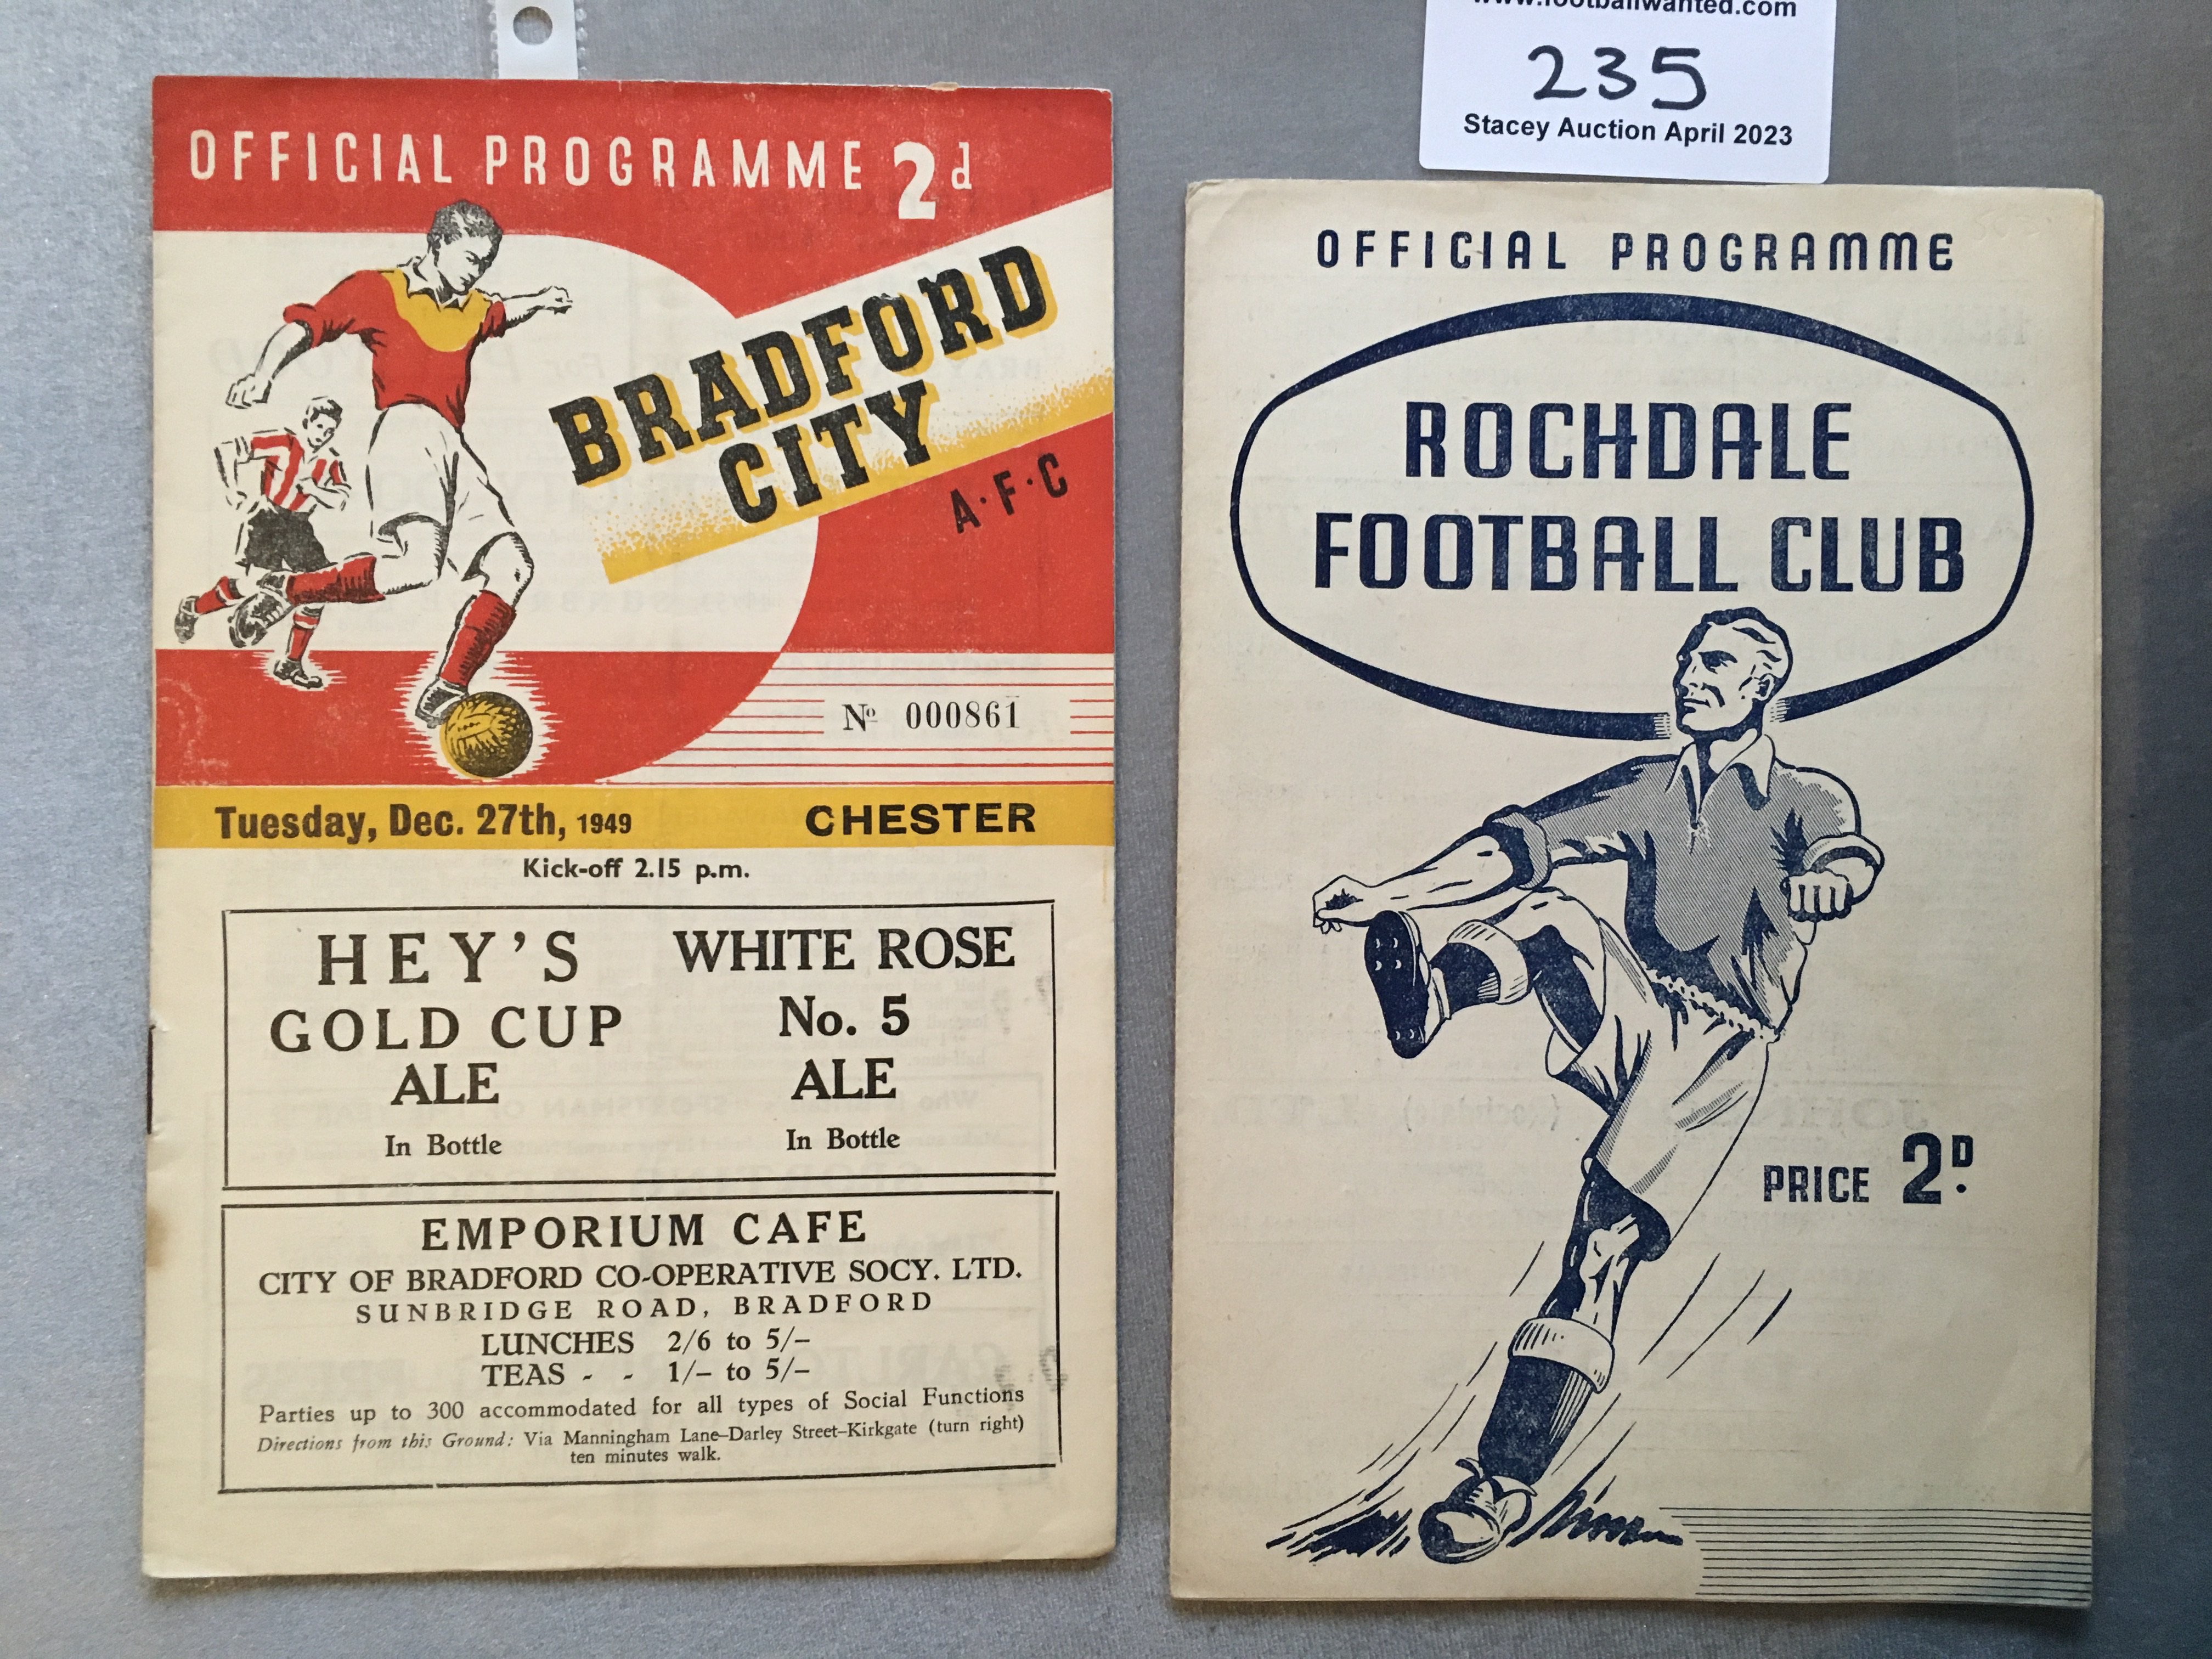 OFFICIAL PROGRAMME 2d
BRADFORD
CITY
A·F·C
Nº 000861
Tuesday, Dec. 27th, 1949 CHESTER
Kick-off 2.15 p.m.
HEY'S
GOLD CUP
ALE
In Bottle
WHITE ROSE
No. 5
ALE
In Bottle
EMPORIUM CAFE
CITY OF BRADFORD CO-OPERATIVE SOCY. LTD.
SUNBRIDGE ROAD, BRADFORD
LUNCHES 2/6 to 5/–
TEAS - - 1/– to 5/–
Parties up to 300 accommodated for all types of Social Functions
Directions from this Ground: Via Manningham Lane–Darley Street–Kirkgate (turn right)
ten minutes walk.
www.footballwanted.com
235
Stacey Auction April 2023
OFFICIAL PROGRAMME
ROCHDALE
FOOTBALL CLUB
PRICE 2D.